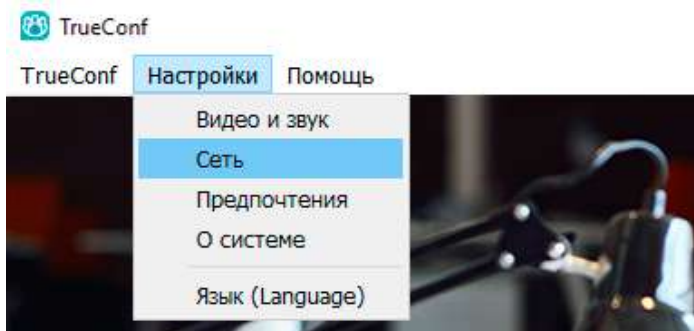 TrueConf
TrueConf Настройки Помощь
Видео и звук
Сеть
Предпочтения
О системе
Язык (Language)